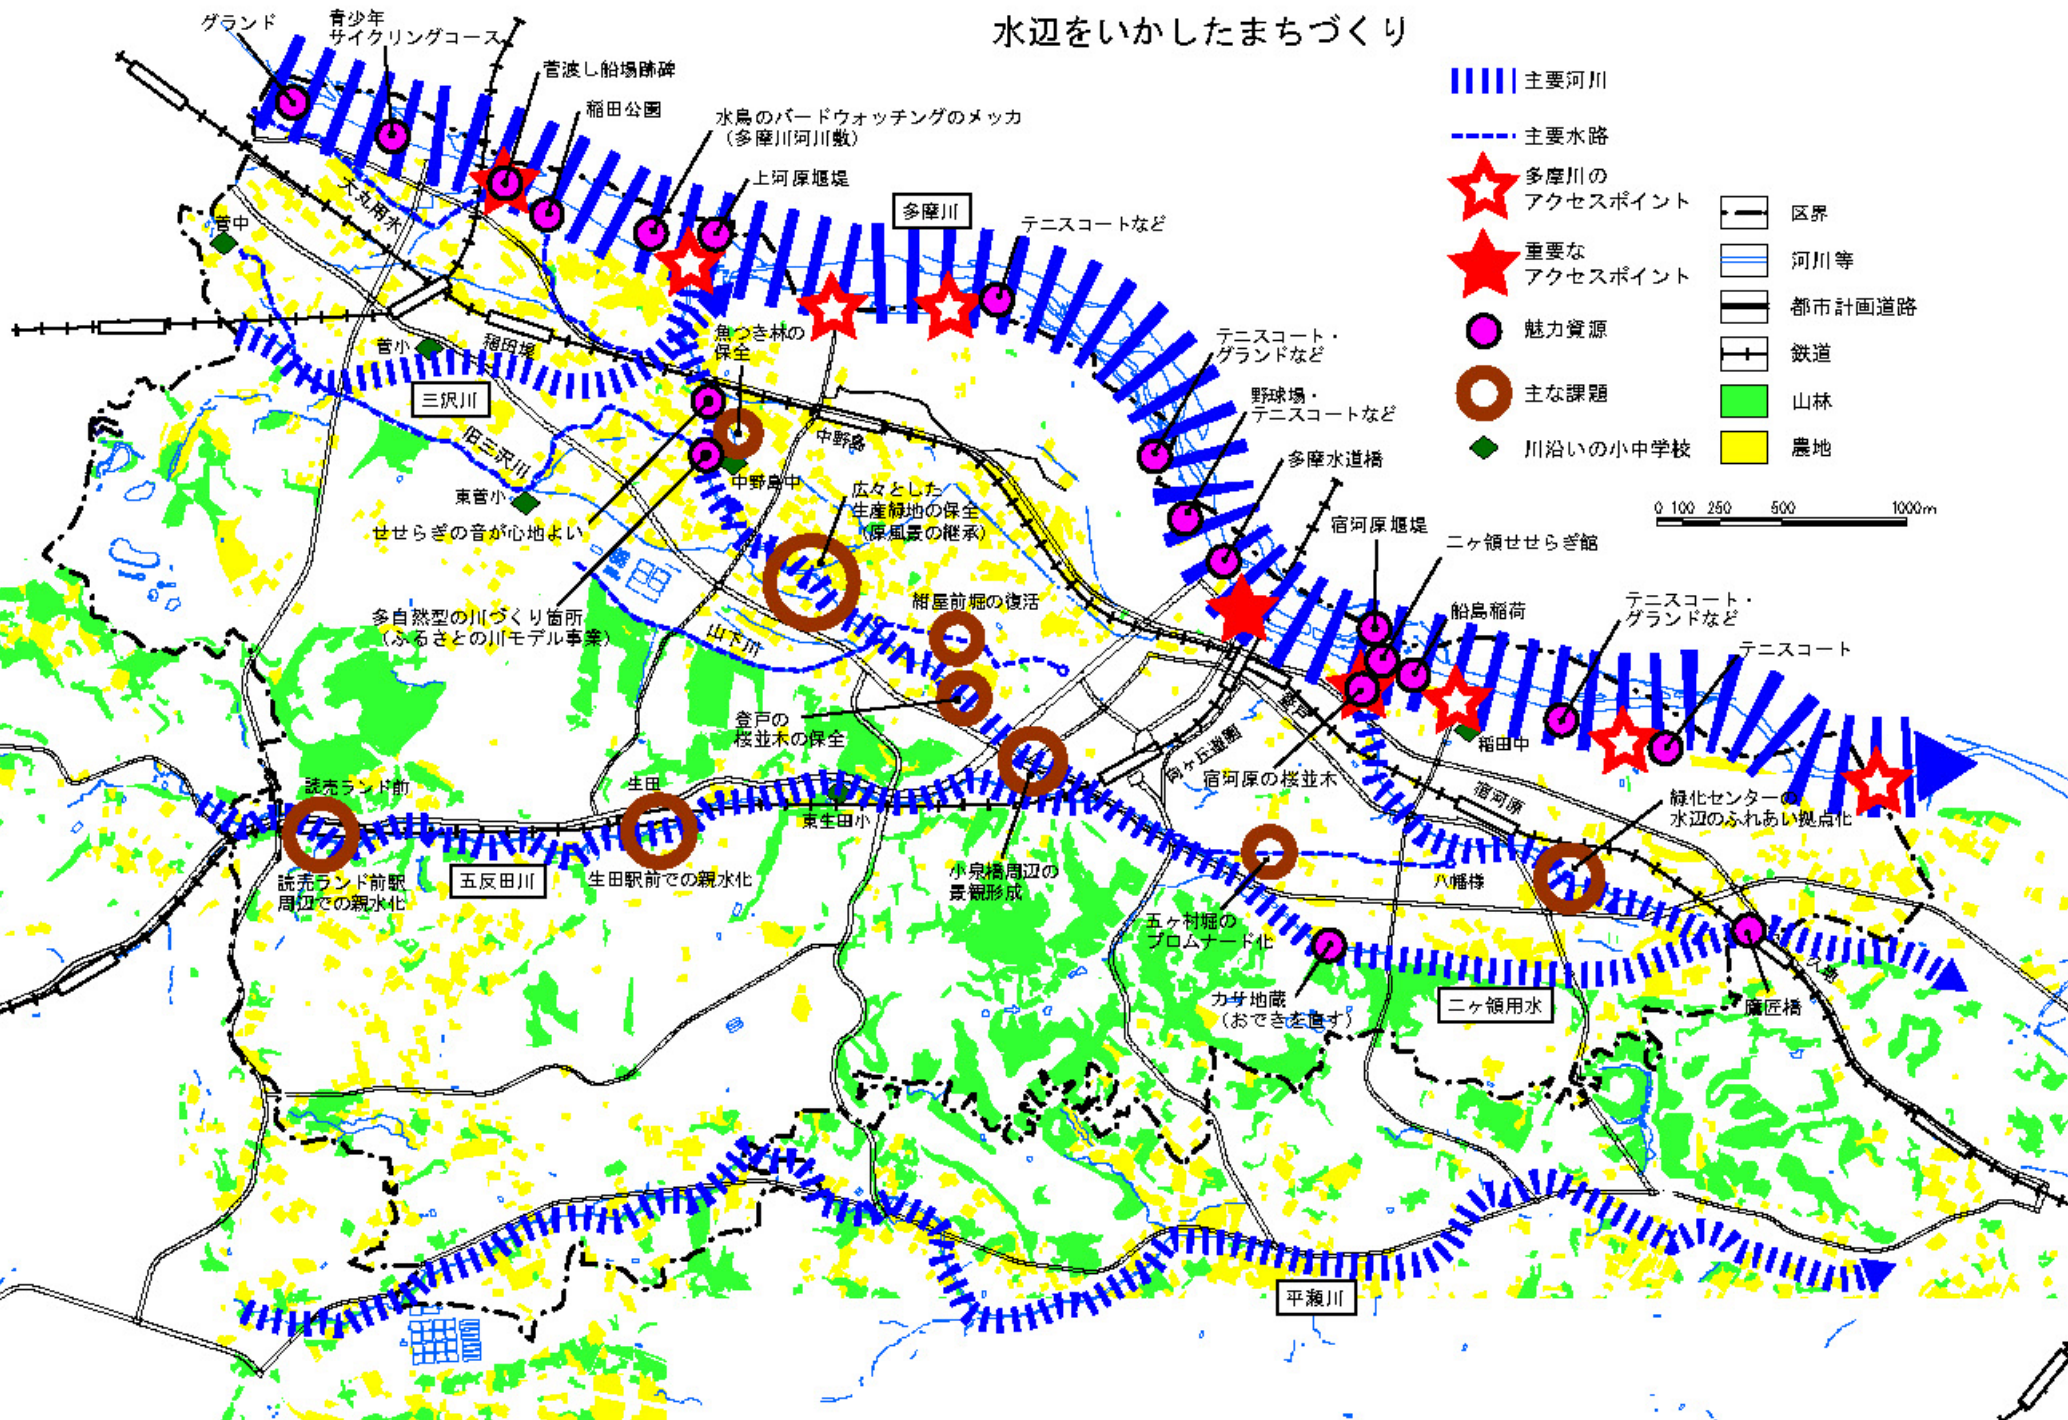 水辺をいかしたまちづくり
グランド
青少年
サイクリングコース
菅渡し船場跡碑
稲田公園
水鳥のバードウォッチングのメッカ
(多摩川河川敷)
上河原堰堤
多摩川
テニスコートなど
主要河川
主要水路
多摩川の
アクセスポイント
重要な
アクセスポイント
魅力資源
主な課題
川沿いの小中学校
区界
河川等
都市計画道路
鉄道
山林
農地
0 100 250 500 1000m
大丸用水
菅中
菅小
稲田堤
三沢川
旧三沢川
東菅小
魚つき林の
保全
中野島
中野島中
せせらぎの音が心地よい
広々とした
生産緑地の保全
(原風景の継承)
テニスコート・
グランドなど
野球場・
テニスコートなど
多摩水道橋
宿河原堰堤
二ヶ領せせらぎ館
船島稲荷
テニスコート・
グランドなど
テニスコート
多自然型の川づくり箇所
(ふるさとの川モデル事業)
山下川
紺屋前堀の復活
登戸の
桜並木の保全
登戸
向ヶ丘遊園
宿河原の桜並木
稲田中
宿河原
緑化センターの
水辺のふれあい拠点化
読売ランド前
生田
東生田小
読売ランド前駅
周辺での親水化
五反田川
生田駅前での親水化
小泉橋周辺の
景観形成
八幡様
五ヶ村堀の
プロムナード化
カサ地蔵
(おできを直す)
二ヶ領用水
久地
鷹匠橋
平瀬川